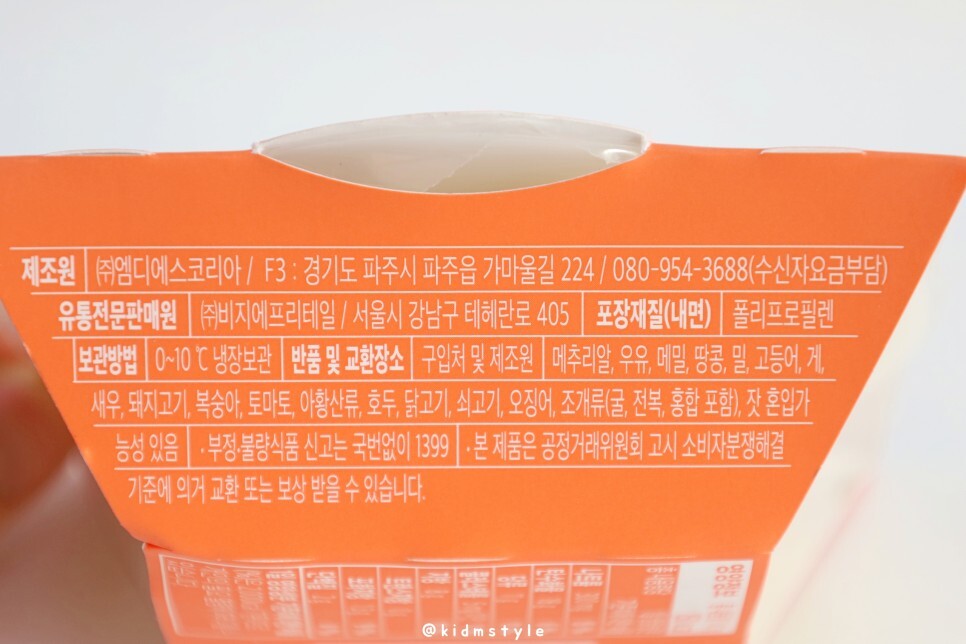 제조원 ㈜엠디에스코리아 / F3 : 경기도 파주시 파주읍 가마울길 224 / 080-954-3688(수신자요금부담)
유통전문판매원 ㈜비지에프리테일 / 서울시 강남구 테헤란로 405 포장재질(내면) 폴리프로필렌
보관방법 0~10 ℃ 냉장보관 반품 및 교환장소 구입처 및 제조원 메추리알, 우유, 메밀, 땅콩, 밀, 고등어, 게,
새우, 돼지고기, 복숭아, 토마토, 아황산류, 호두, 닭고기, 쇠고기, 오징어, 조개류(굴, 전복, 홍합 포함), 잣 혼입가
능성 있음 · 부정·불량식품 신고는 국번없이 1399 · 본 제품은 공정거래위원회 고시 소비자분쟁해결
기준에 의거 교환 또는 보상 받을 수 있습니다.
@kidmstyle